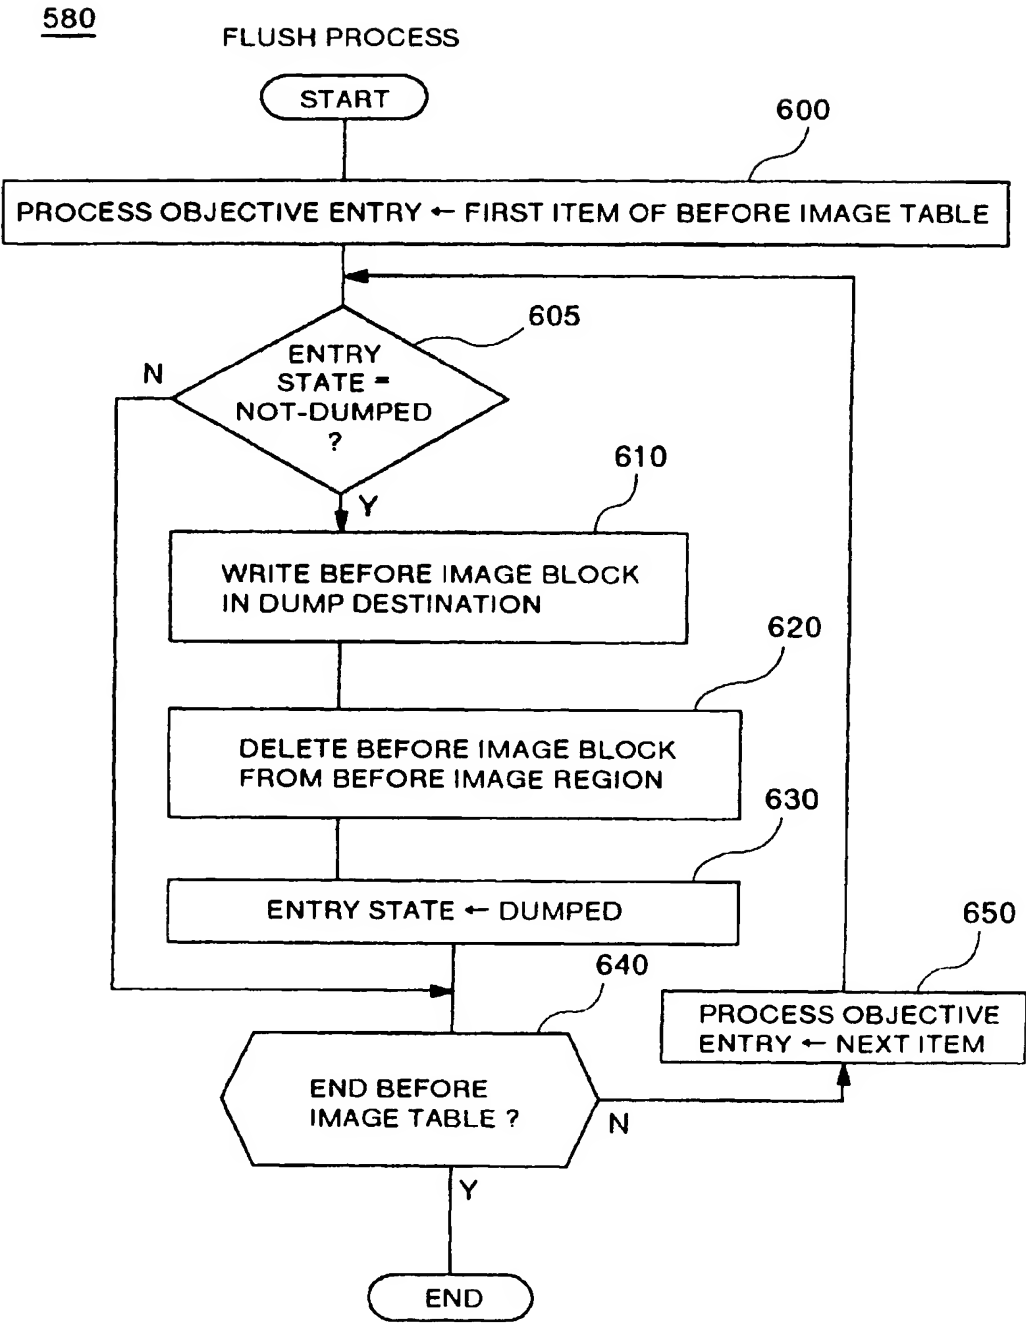 580
FLUSH PROCESS
START
600
PROCESS OBJECTIVE ENTRY ← FIRST ITEM OF BEFORE IMAGE TABLE
605
ENTRY
STATE =
NOT-DUMPED
?
N
Y
610
WRITE BEFORE IMAGE BLOCK
IN DUMP DESTINATION
620
DELETE BEFORE IMAGE BLOCK
FROM BEFORE IMAGE REGION
630
ENTRY STATE ← DUMPED
640
650
PROCESS OBJECTIVE
ENTRY ← NEXT ITEM
END BEFORE
IMAGE TABLE ?
N
Y
END